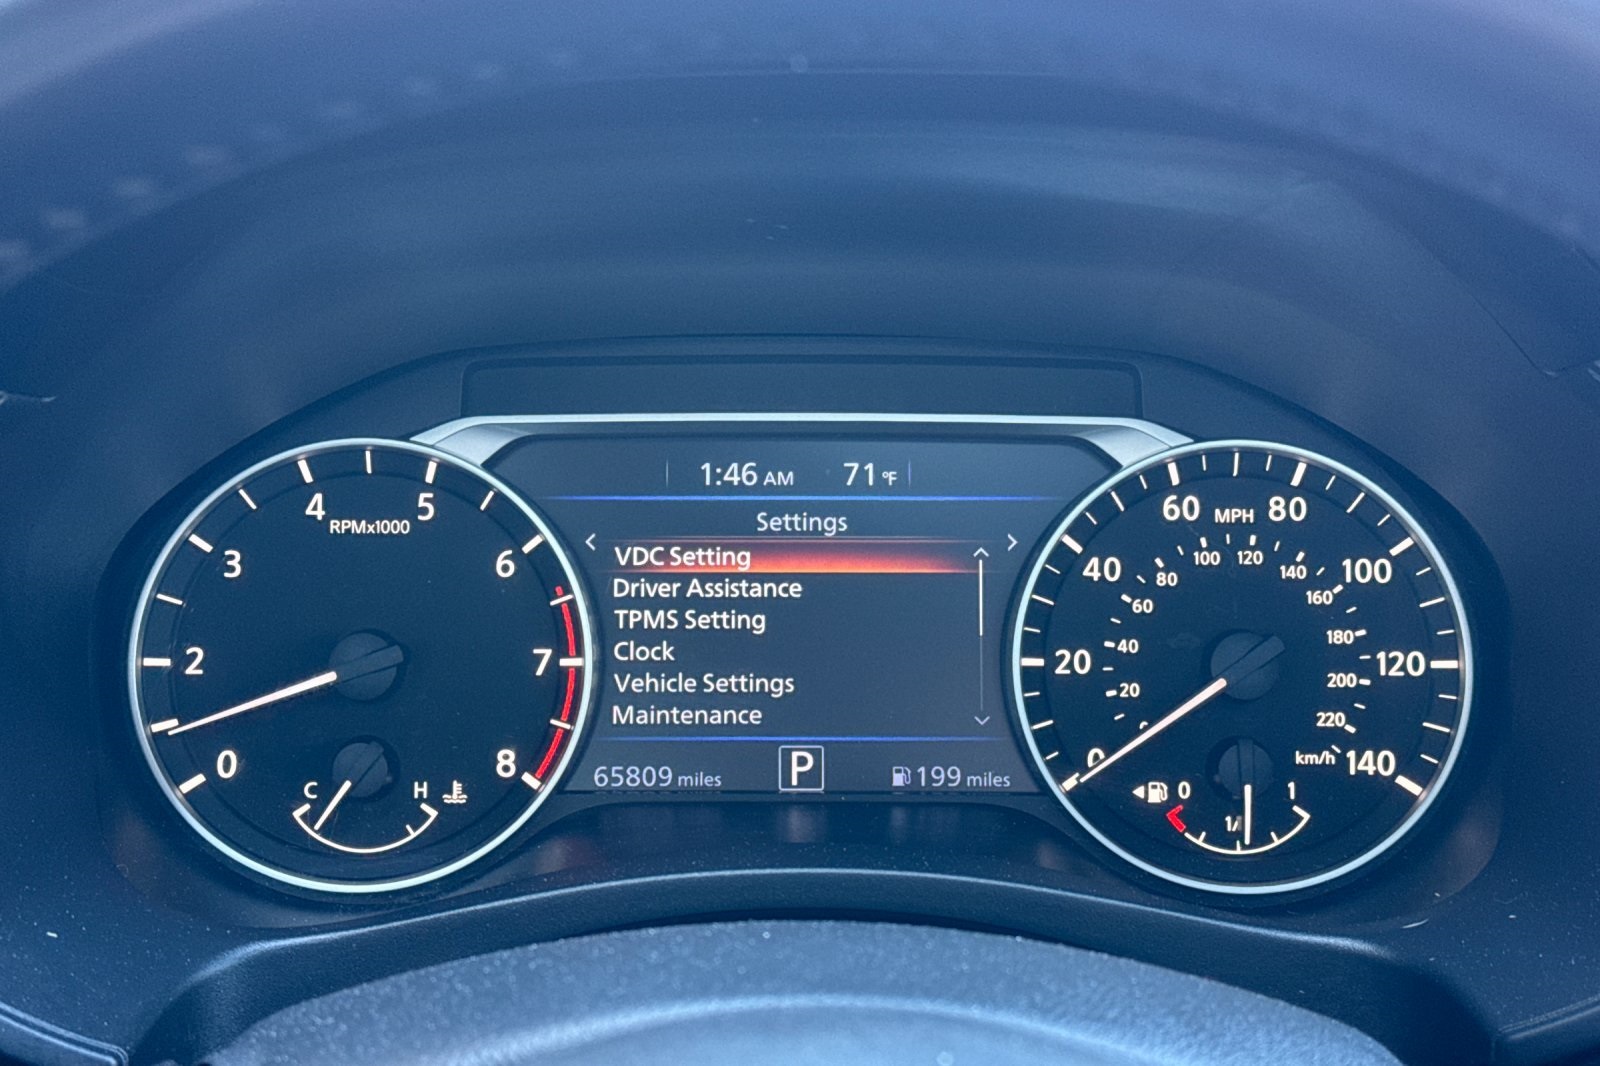 1:46 AM 71 °F
Settings
VDC Setting
Driver Assistance
TPMS Setting
Clock
Vehicle Settings
Maintenance
65809 miles P 199 miles
0 2 3 4 5 6 7 8
RPMx1000
C H
0 20 40 60 80 100 120 140
MPH
20 40 60 80 100 120 140 160 180 200 220
km/h
0 1